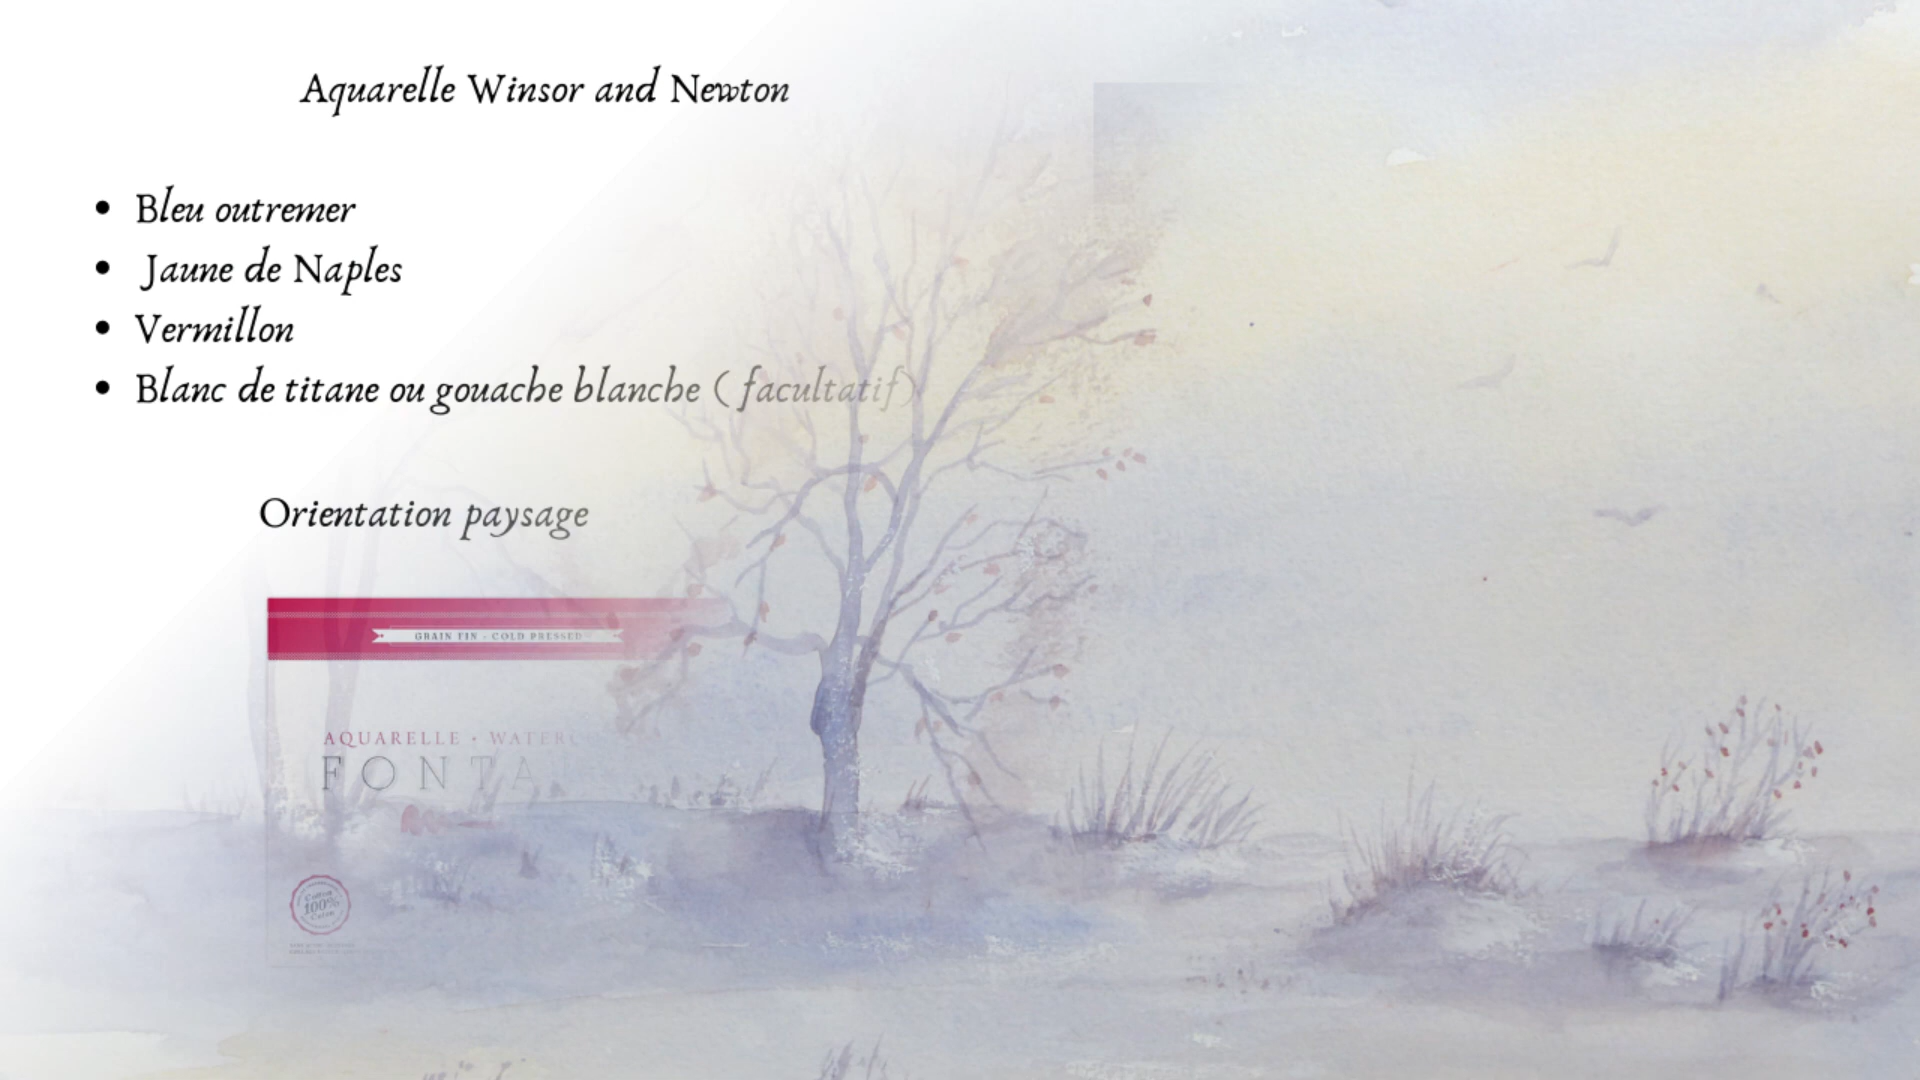 Aquarelle Winsor and Newton
Bleu outremer
Jaune de Naples
Vermillon
Blanc de titane ou gouache blanche ( facultatif)
Orientation paysage
GRAIN FIN - COLD PRESSED
AQUARELLE • WATERC
FONTA
100%